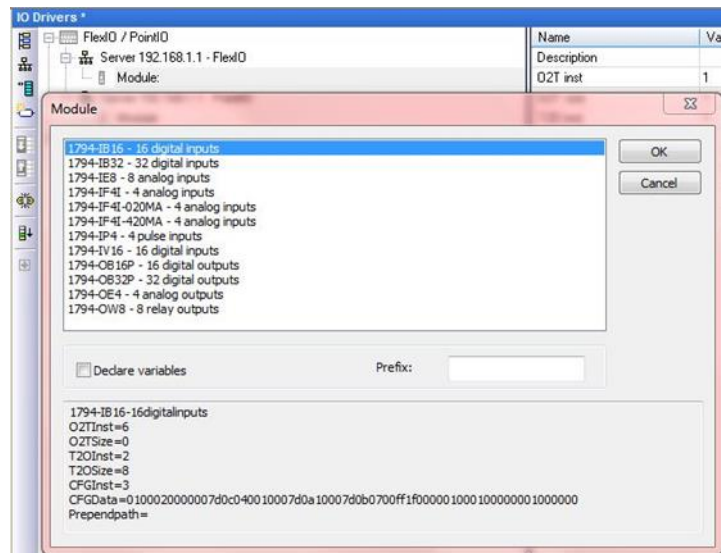 IO Drivers *
FlexIO / PointIO
Server 192.168.1.1 - FlexIO
Module:
Name
Description
O2T inst
1
Module
1794-IB16 - 16 digital inputs
1794-IB32 - 32 digital inputs
1794-IE8 - 8 analog inputs
1794-IF4I - 4 analog inputs
1794-IF4I-020MA - 4 analog inputs
1794-IF4I-420MA - 4 analog inputs
1794-IP4 - 4 pulse inputs
1794-IV16 - 16 digital inputs
1794-OB16P - 16 digital outputs
1794-OB32P - 32 digital outputs
1794-OE4 - 4 analog outputs
1794-OW8 - 8 relay outputs
OK
Cancel
Declare variables
Prefix:
1794-IB16-16digitalinputs
O2TInst=6
O2TSize=0
T2OInst=2
T2OSize=8
CFGInst=3
CFGData=0100020000007d0c040010007d0a10007d0b0700ff1f000001000100000001000000
Prependpath=